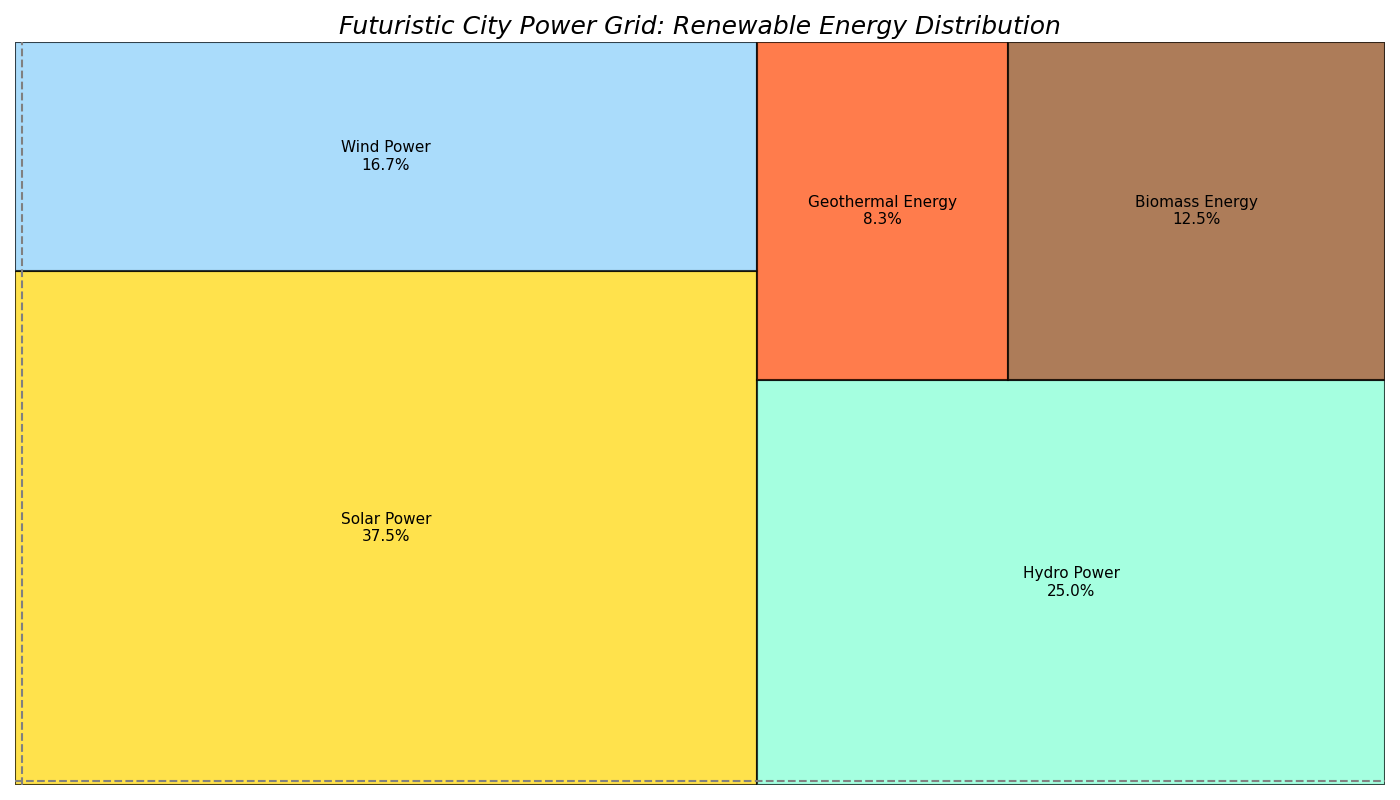 Futuristic City Power Grid: Renewable Energy Distribution
Wind Power
16.7%
Geothermal Energy
8.3%
Biomass Energy
12.5%
Solar Power
37.5%
Hydro Power
25.0%